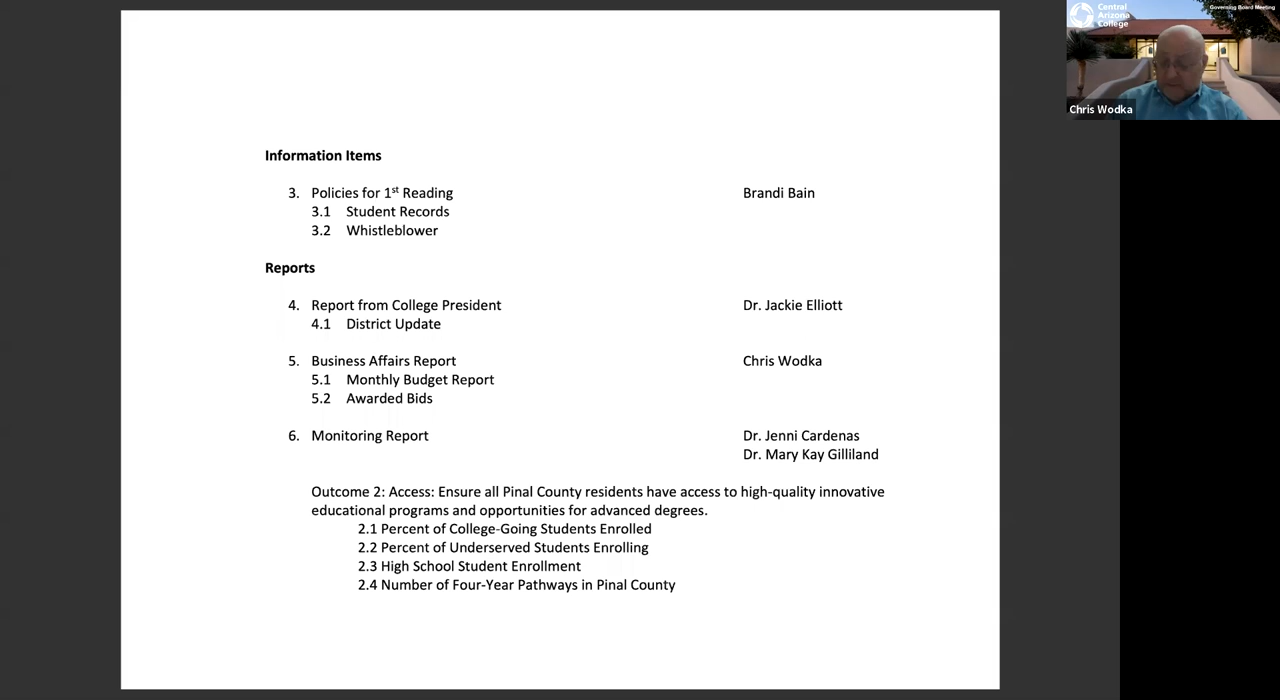 Information Items
3. Policies for 1st Reading Brandi Bain
3.1 Student Records
3.2 Whistleblower
Reports
4. Report from College President Dr. Jackie Elliott
4.1 District Update
5. Business Affairs Report Chris Wodka
5.1 Monthly Budget Report
5.2 Awarded Bids
6. Monitoring Report Dr. Jenni Cardenas
Dr. Mary Kay Gilliland
Outcome 2: Access: Ensure all Pinal County residents have access to high-quality innovative
educational programs and opportunities for advanced degrees.
2.1 Percent of College-Going Students Enrolled
2.2 Percent of Underserved Students Enrolling
2.3 High School Student Enrollment
2.4 Number of Four-Year Pathways in Pinal County
Central
Arizona
College
Governing Board Meeting
Chris Wodka